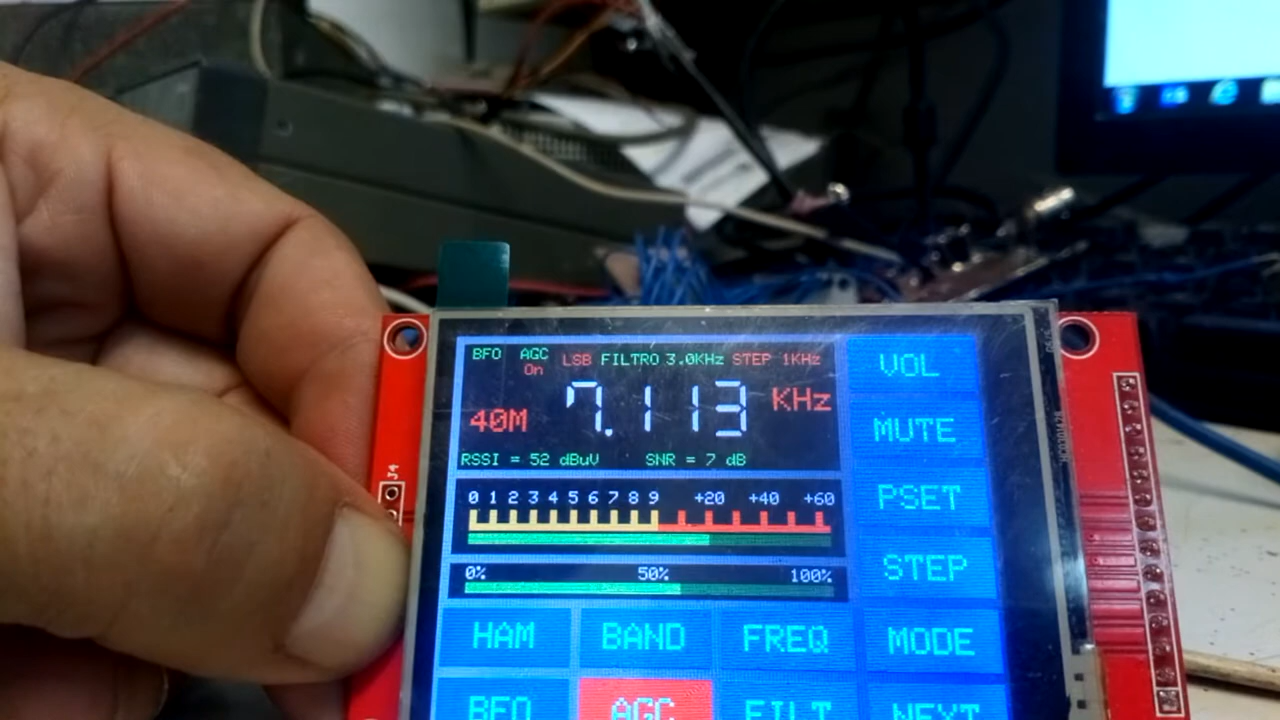 BFO AGC LSB FILTRO 3.0KHz STEP 1KHz
On
40M 7.113 KHz
RSSI = 52 dBuV SNR = 7 dB
0 1 2 3 4 5 6 7 8 9 +20 +40 +60
0% 50% 100%
VOL
MUTE
PSET
STEP
HAM BAND FREQ MODE
BFO AGC FILT NEXT
J4